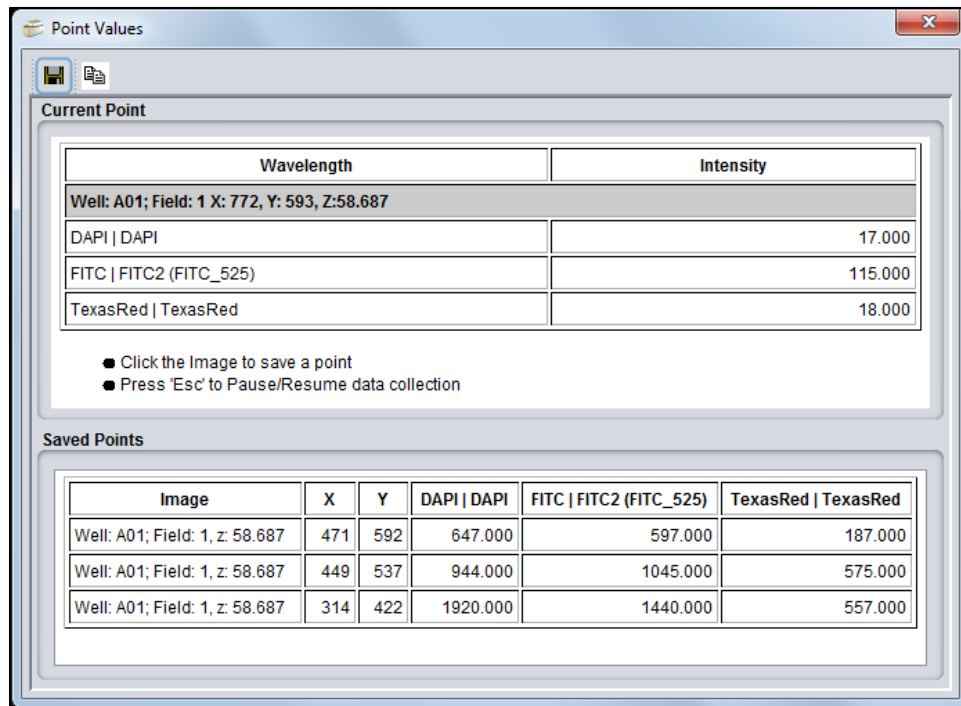 Point Values
Current Point
Wavelength Intensity
Well: A01; Field: 1 X: 772, Y: 593, Z:58.687
DAPI | DAPI 17.000
FITC | FITC2 (FITC_525) 115.000
TexasRed | TexasRed 18.000
Click the Image to save a point
Press 'Esc' to Pause/Resume data collection
Saved Points
Image X Y DAPI | DAPI FITC | FITC2 (FITC_525) TexasRed | TexasRed
Well: A01; Field: 1, z: 58.687 471 592 647.000 597.000 187.000
Well: A01; Field: 1, z: 58.687 449 537 944.000 1045.000 575.000
Well: A01; Field: 1, z: 58.687 314 422 1920.000 1440.000 557.000